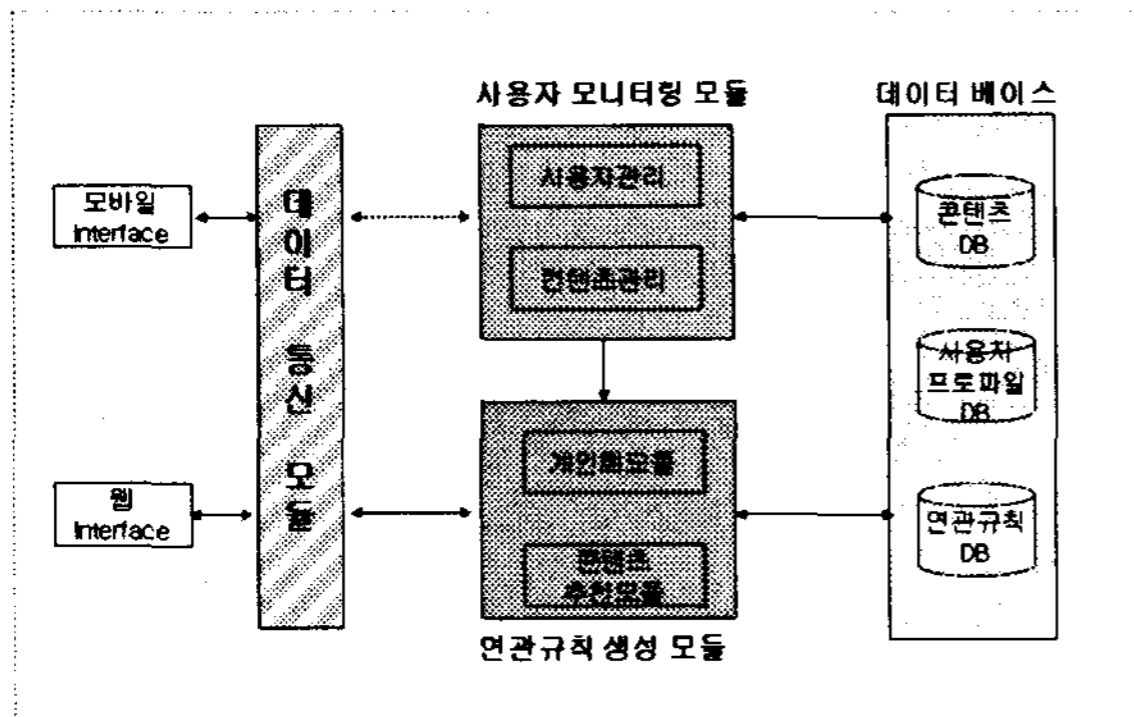 사용자 모니터링 모듈
데이터 베이스
모바일
Interface
웹
Interface
데이터 통신 모듈
사용자관리
컨텐츠관리
개인화모듈
콘텐츠
추천모듈
연관규칙 생성 모듈
콘텐츠
DB
사용자
프로파일
DB
연관규칙
DB